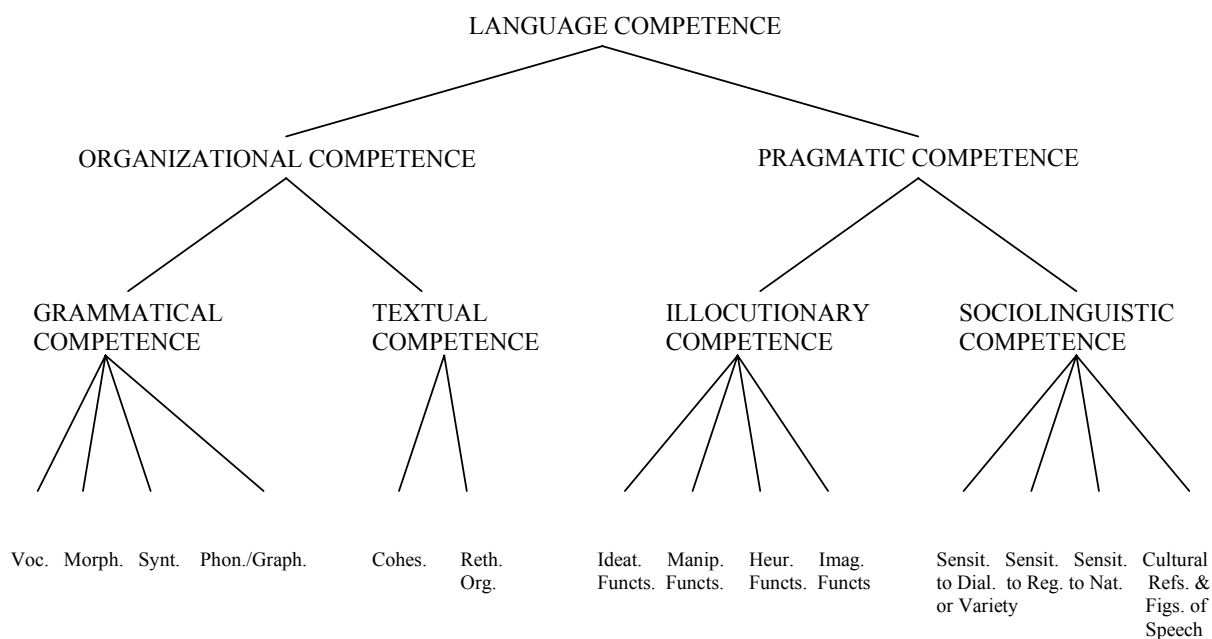 LANGUAGE COMPETENCE
ORGANIZATIONAL COMPETENCE
PRAGMATIC COMPETENCE
GRAMMATICAL
COMPETENCE
TEXTUAL
COMPETENCE
ILLOCUTIONARY
COMPETENCE
SOCIOLINGUISTIC
COMPETENCE
Voc.
Morph.
Synt.
Phon./Graph.
Cohes.
Reth.
Org.
Ideat.
Functs.
Manip.
Functs.
Heur.
Functs.
Imag.
Functs
Sensit.
to Dial.
or Variety
Sensit.
to Reg.
Sensit.
to Nat.
Cultural
Refs. &
Figs. of
Speech